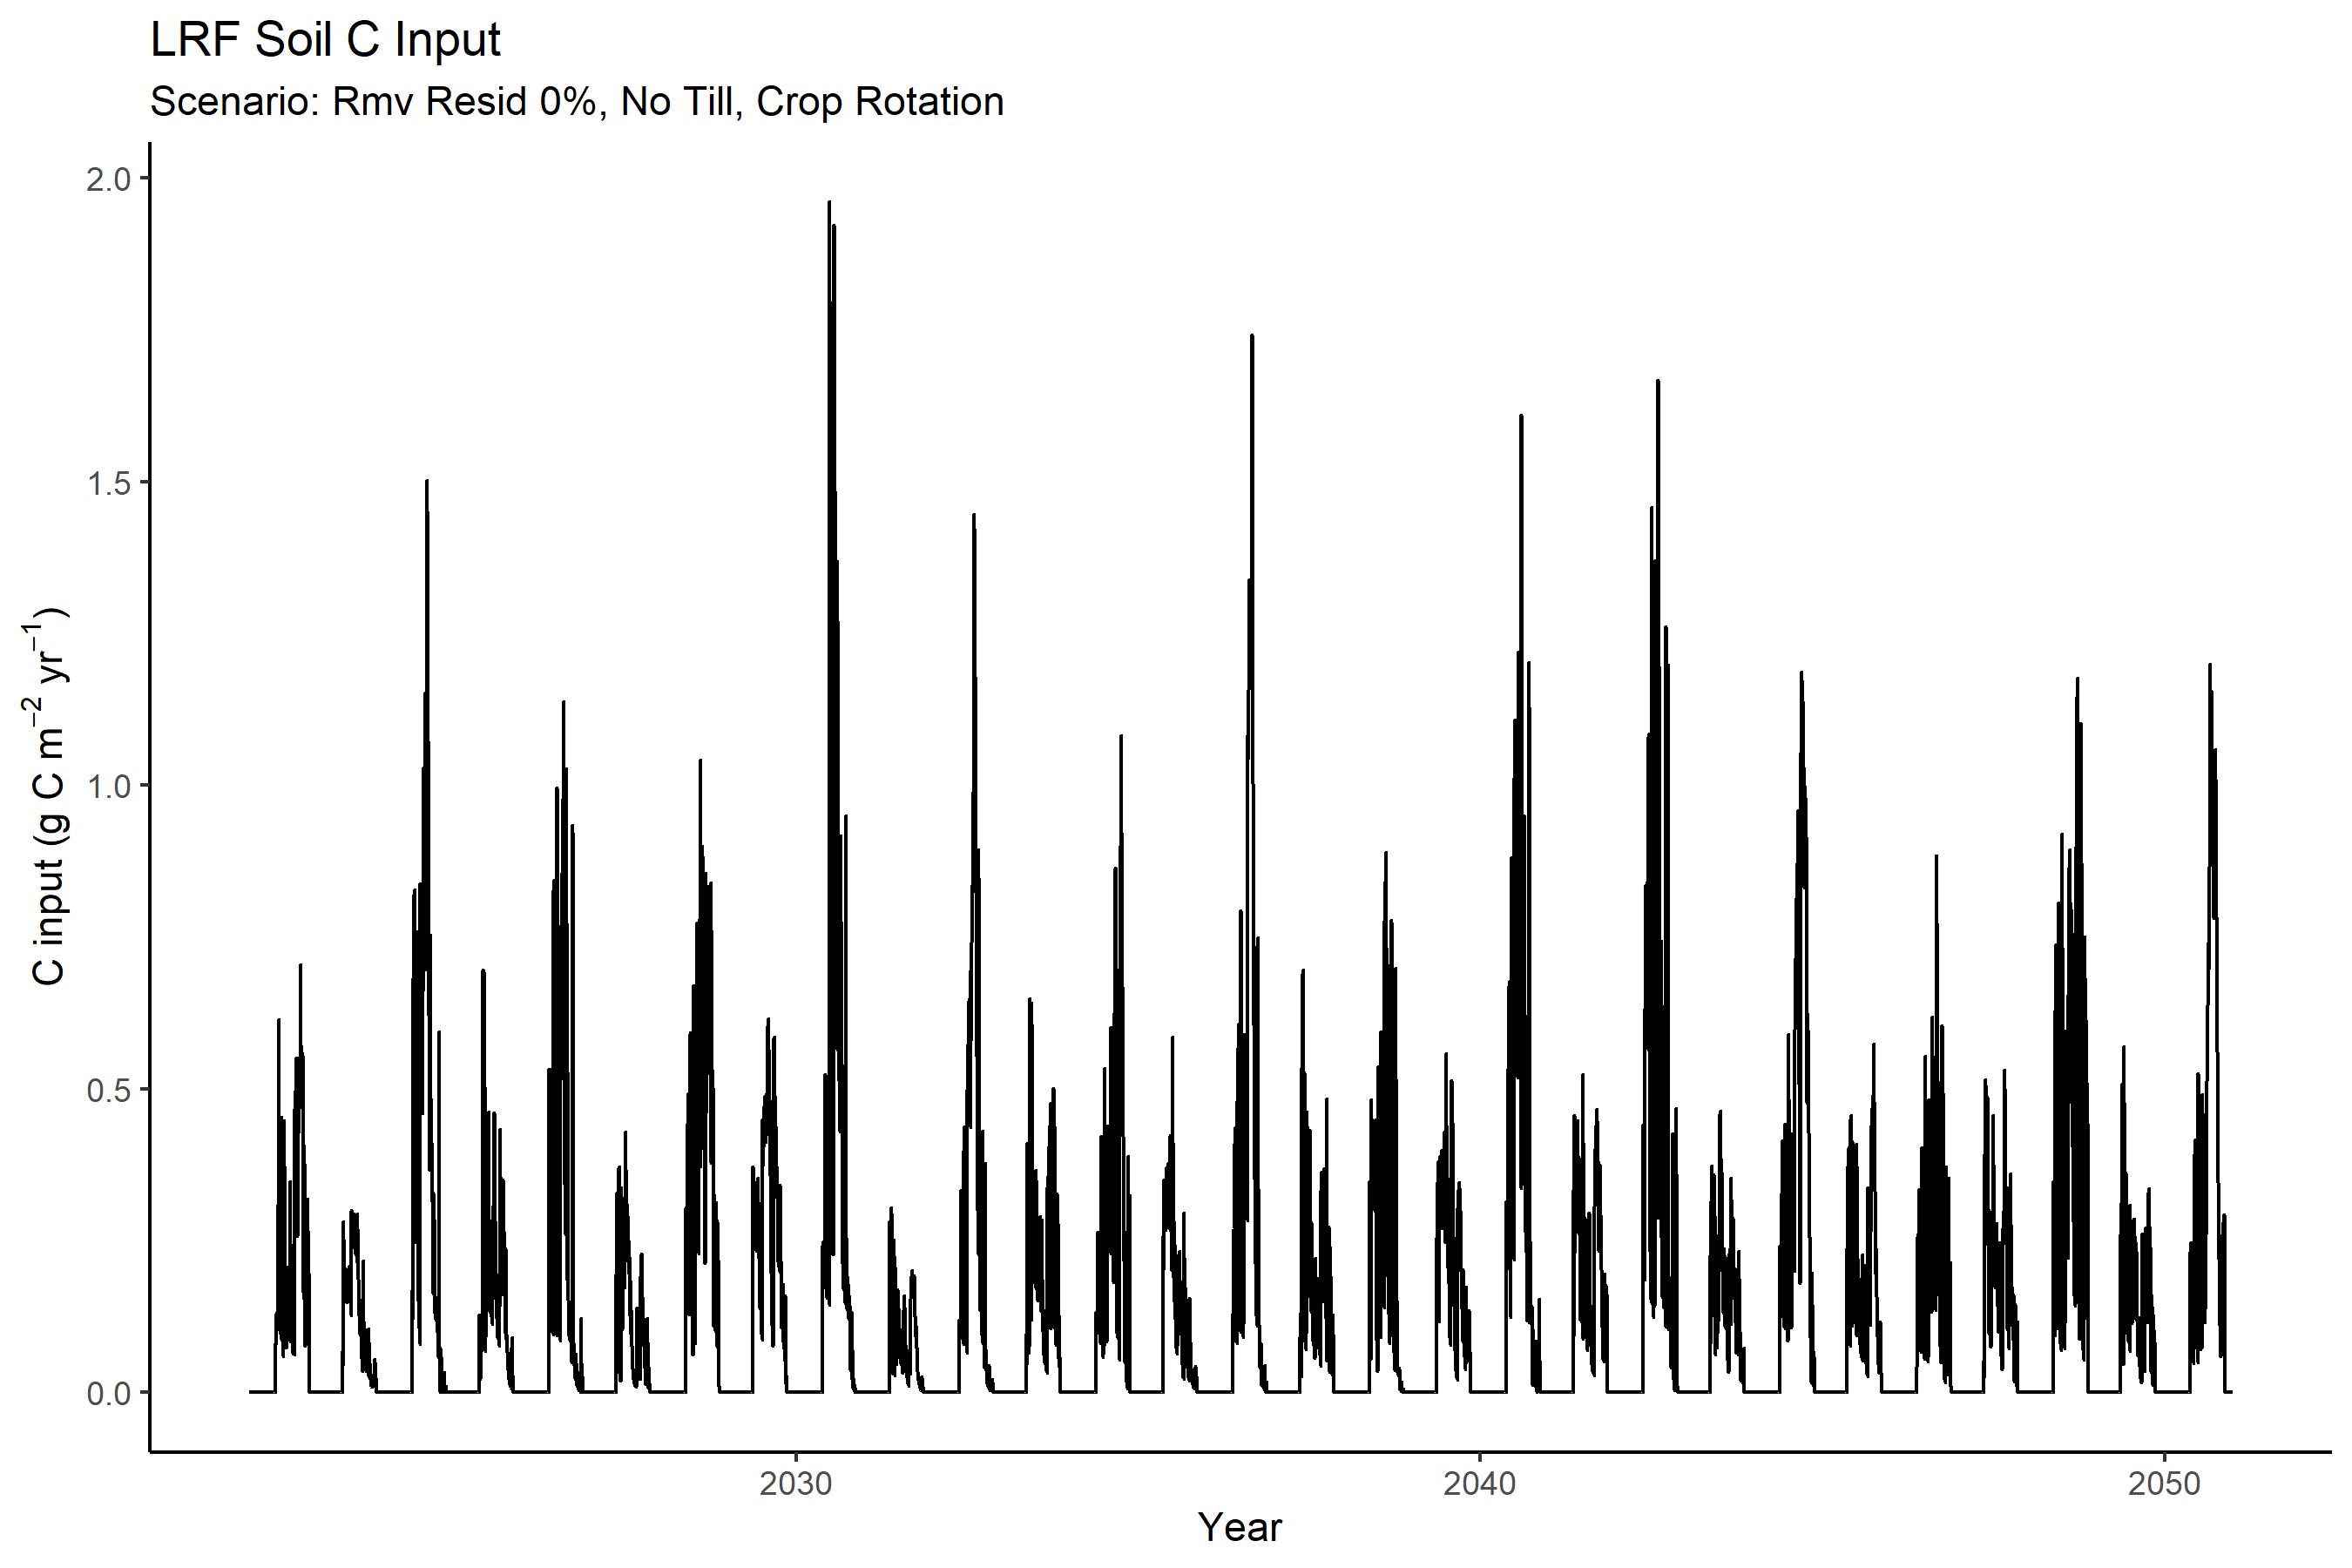 LRF Soil C Input
Scenario: Rmv Resid 0%, No Till, Crop Rotation
2.0
1.5
1.0
0.5
0.0
C input (g C m⁻² yr⁻¹)
2030
2040
2050
Year